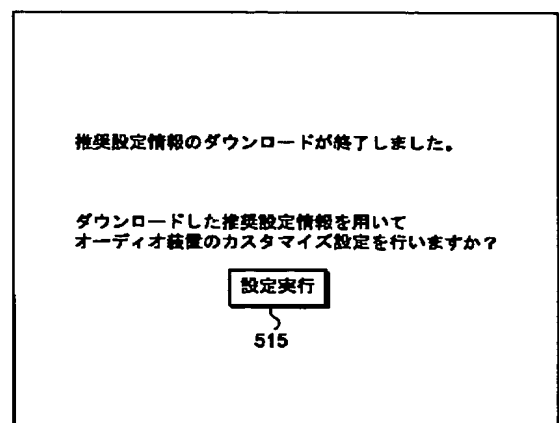 推奨設定情報のダウンロードが終了しました。
ダウンロードした推奨設定情報を用いて
オーディオ装置のカスタマイズ設定を行いますか?
設定実行
515